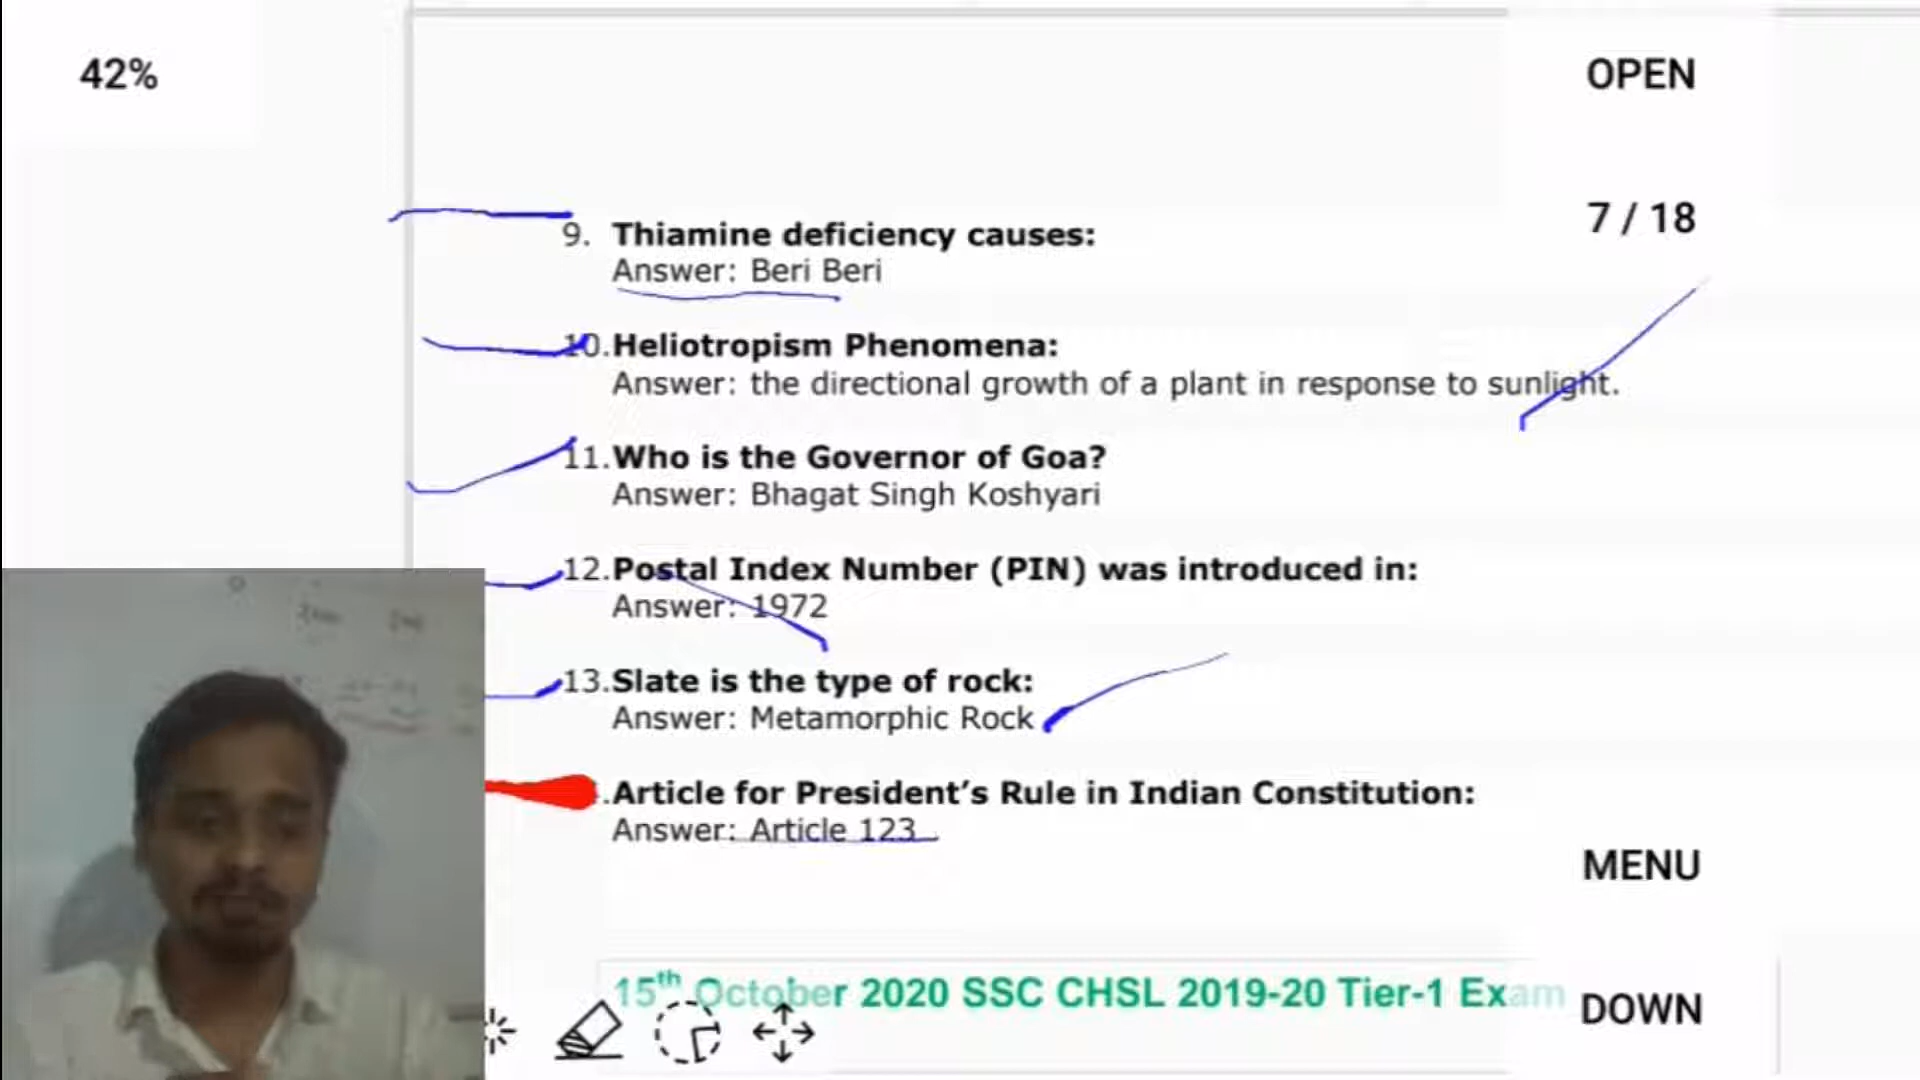 42%
OPEN
7 / 18
9. Thiamine deficiency causes:
Answer: Beri Beri
10. Heliotropism Phenomena:
Answer: the directional growth of a plant in response to sunlight.
11. Who is the Governor of Goa?
Answer: Bhagat Singh Koshyari
12. Postal Index Number (PIN) was introduced in:
Answer: 1972
13. Slate is the type of rock:
Answer: Metamorphic Rock
.Article for President's Rule in Indian Constitution:
Answer: Article 123
MENU
15th October 2020 SSC CHSL 2019-20 Tier-1 Exam
DOWN